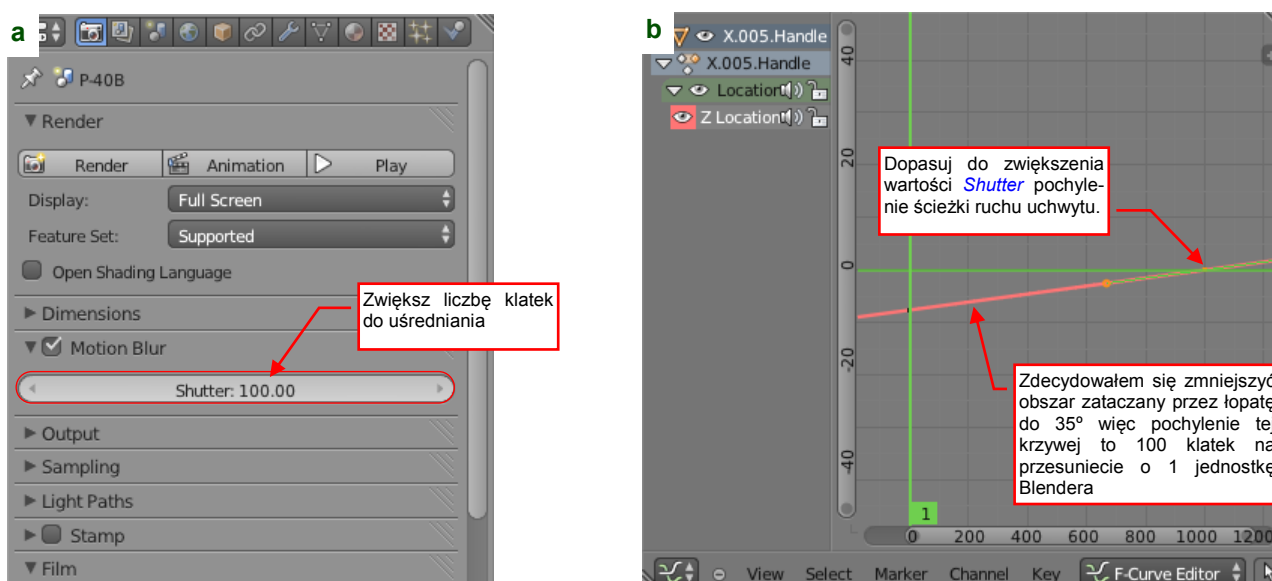 a
P-40B
Render
Render Animation Play
Display: Full Screen
Feature Set: Supported
Open Shading Language
Dimensions
Motion Blur
Shutter: 100.00
Output
Sampling
Light Paths
Stamp
Film
Zwiększ liczbę klatek
do uśredniania
b
X.005.Handle
X.005.Handle
Location
Z Location
40
20
0
-20
-40
Dopasuj do zwiększenia
wartości Shutter pochyle-
nie ścieżki ruchu uchwytu.
Zdecydowałem się zmniejszyć
obszar zataczany przez łopatę
do 35º więc pochylenie tej
krzywej to 100 klatek na
przesuniecie o 1 jednostkę
Blendera
1
0 200 400 600 800 1000 1200
View Select Marker Channel Key F-Curve Editor